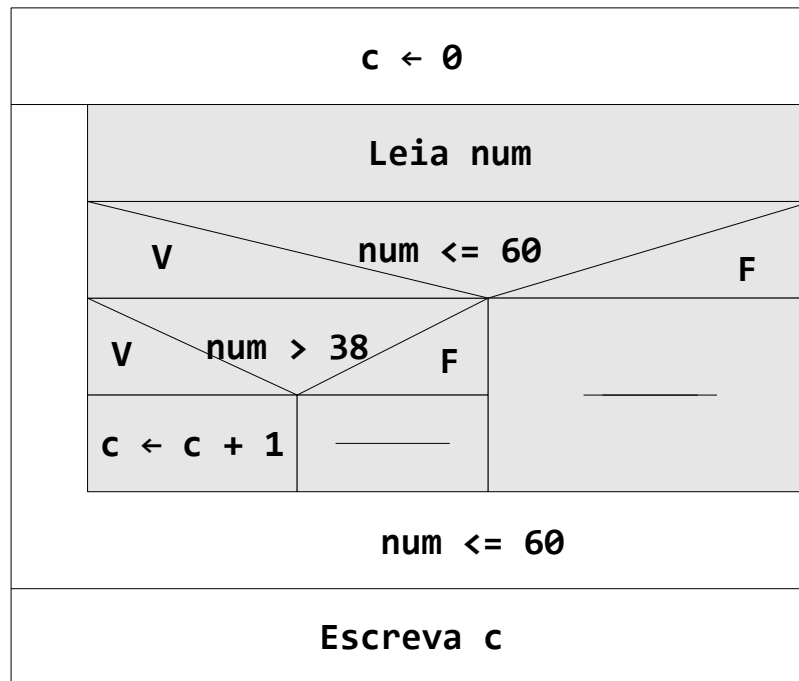 c ← 0
Leia num
V num <= 60 F
V num > 38 F
c ← c + 1
num <= 60
Escreva c